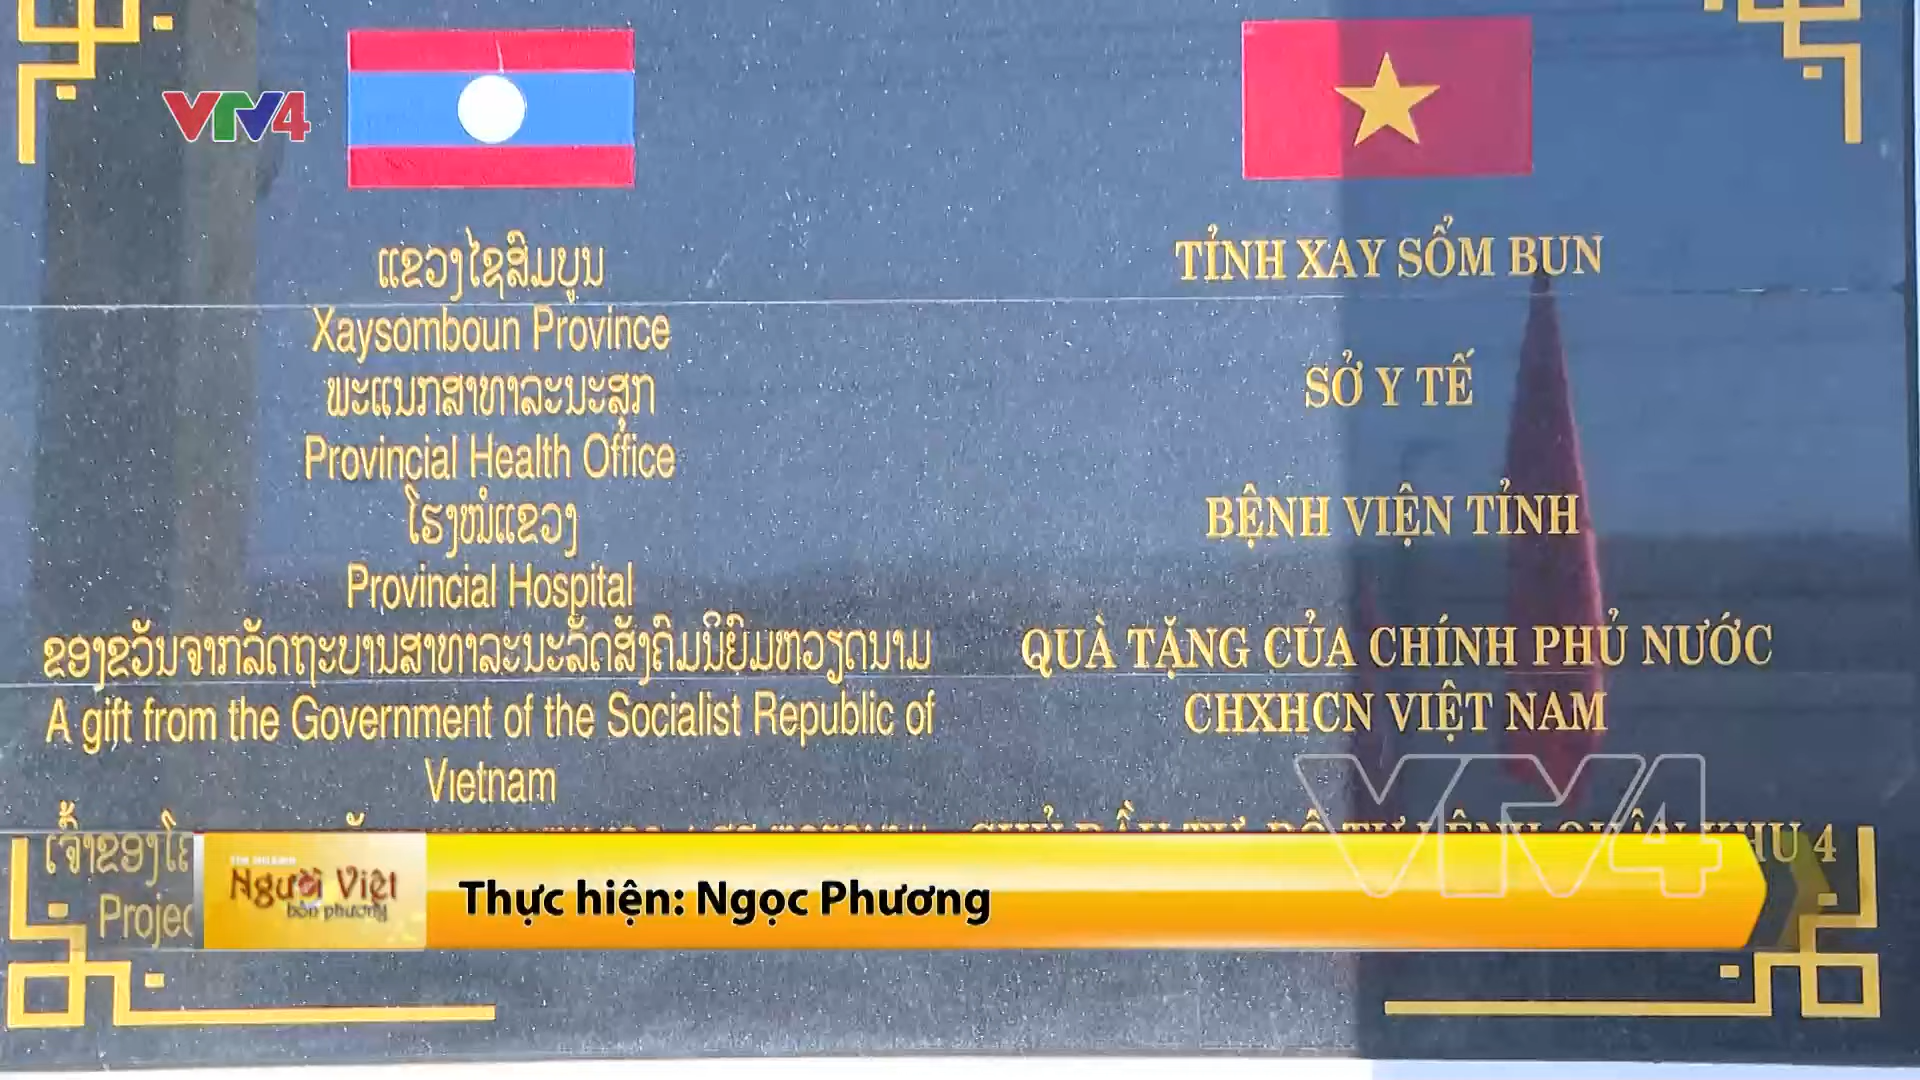 VTV4
ແຂວງໄຊສົມບູນ
Xaysomboun Province
ພະແນກສາທາລະນະສຸກ
Provincial Health Office
ໂຮງໝໍແຂວງ
Provincial Hospital
ຂອງຂວັນຈາກລັດຖະບານສາທາລະນະລັດສັງຄົມນິຍົມຫວຽດນາມ
A gift from the Government of the Socialist Republic of
Vietnam
TỈNH XAY SỔM BUN
SỞ Y TẾ
BỆNH VIỆN TỈNH
QUÀ TẶNG CỦA CHÍNH PHỦ NƯỚC
CHXHCN VIỆT NAM
KHU 4
VTV4
Người Việt
bốn phương
Thực hiện: Ngọc Phương